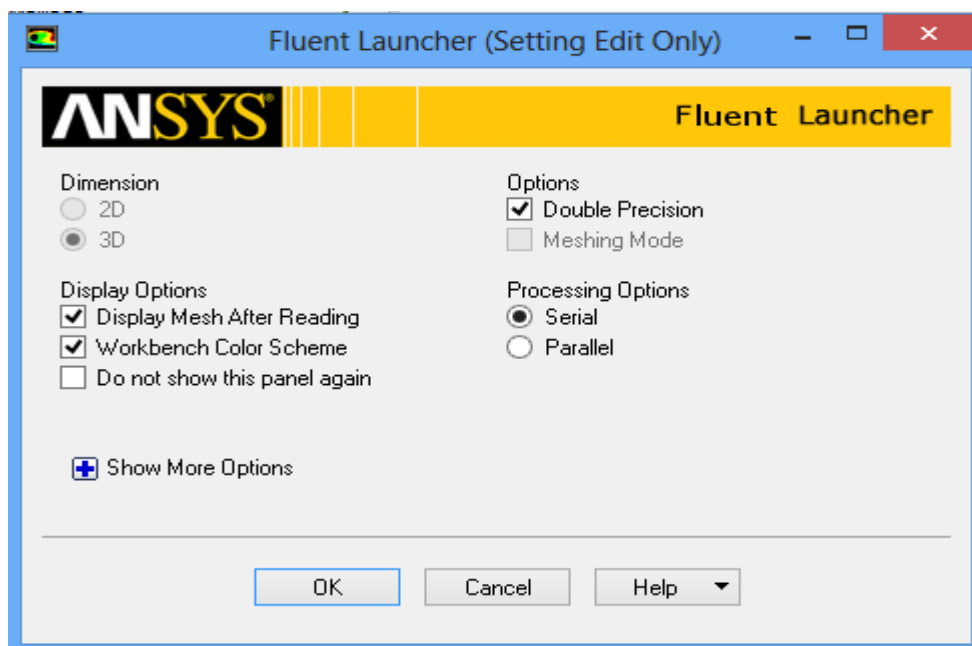 Fluent Launcher (Setting Edit Only)
ANSYS®
Fluent Launcher
Dimension
2D
3D
Options
Double Precision
Meshing Mode
Display Options
Display Mesh After Reading
Workbench Color Scheme
Do not show this panel again
Processing Options
Serial
Parallel
Show More Options
OK
Cancel
Help